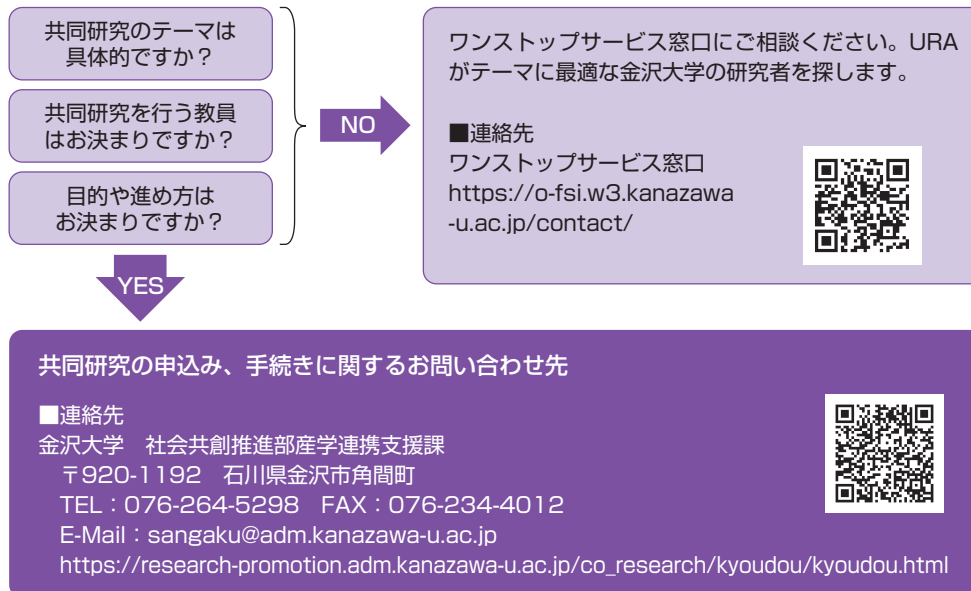 共同研究のテーマは
具体的ですか？
共同研究を行う教員
はお決まりですか？
目的や進め方は
お決まりですか？
NO
ワンストップサービス窓口にご相談ください。URA
がテーマに最適な金沢大学の研究者を探します。
■連絡先
ワンストップサービス窓口
https://o-fsi.w3.kanazawa
-u.ac.jp/contact/
YES
共同研究の申込み、手続きに関するお問い合わせ先
■連絡先
金沢大学　社会共創推進部産学連携支援課
〒920-1192　石川県金沢市角間町
TEL：076-264-5298　FAX：076-234-4012
E-Mail：sangaku@adm.kanazawa-u.ac.jp
https://research-promotion.adm.kanazawa-u.ac.jp/co_research/kyoudou/kyoudou.html